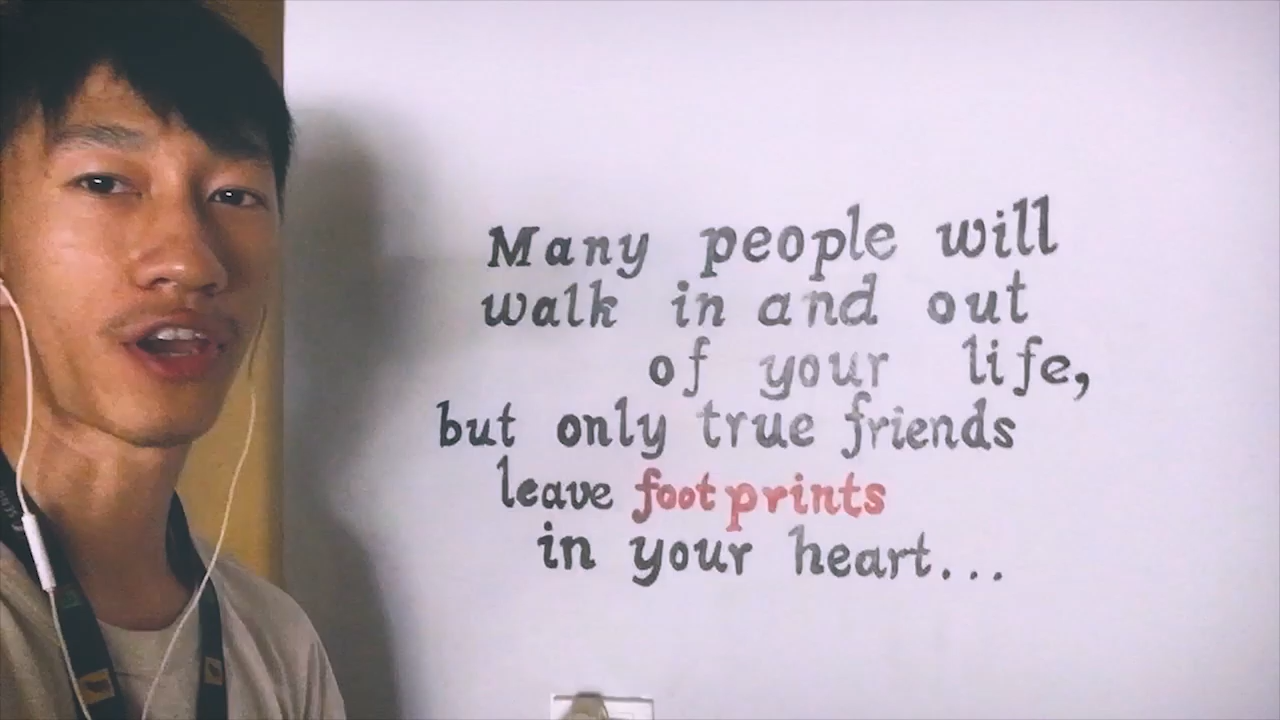 Many people will
walk in and out
of your life,
but only true friends
leave footprints
in your heart...